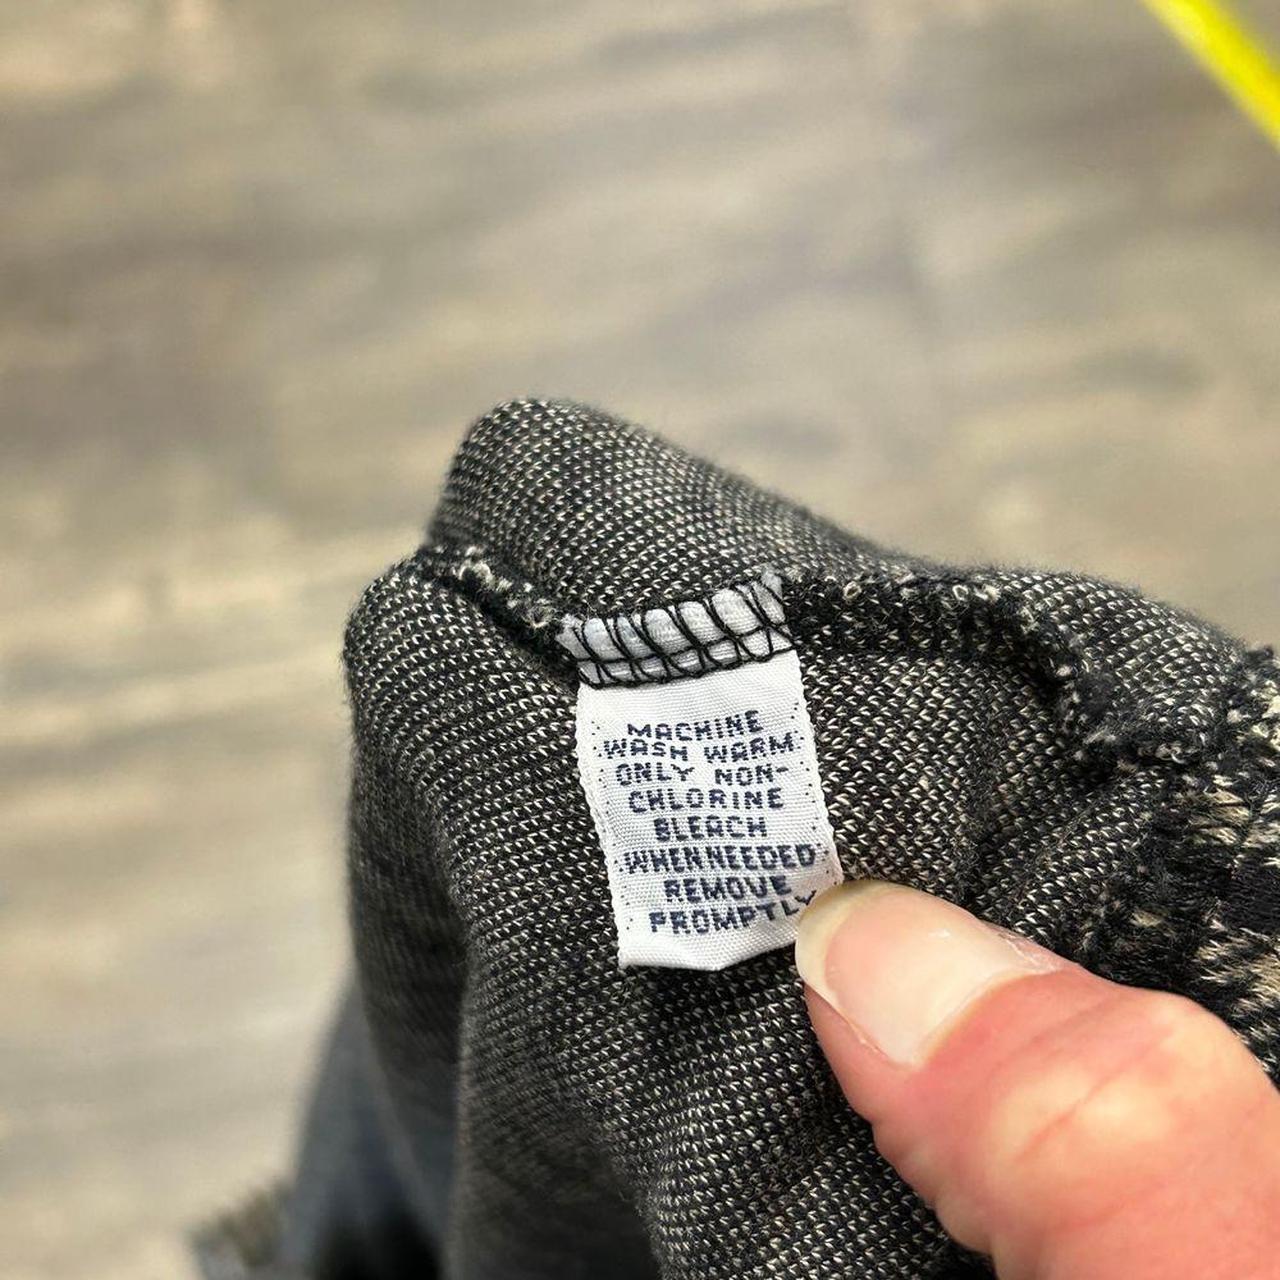 MACHINE
WASH WARM
ONLY NON-
CHLORINE
BLEACH
WHEN NEEDED
REMOVE
PROMPTLY